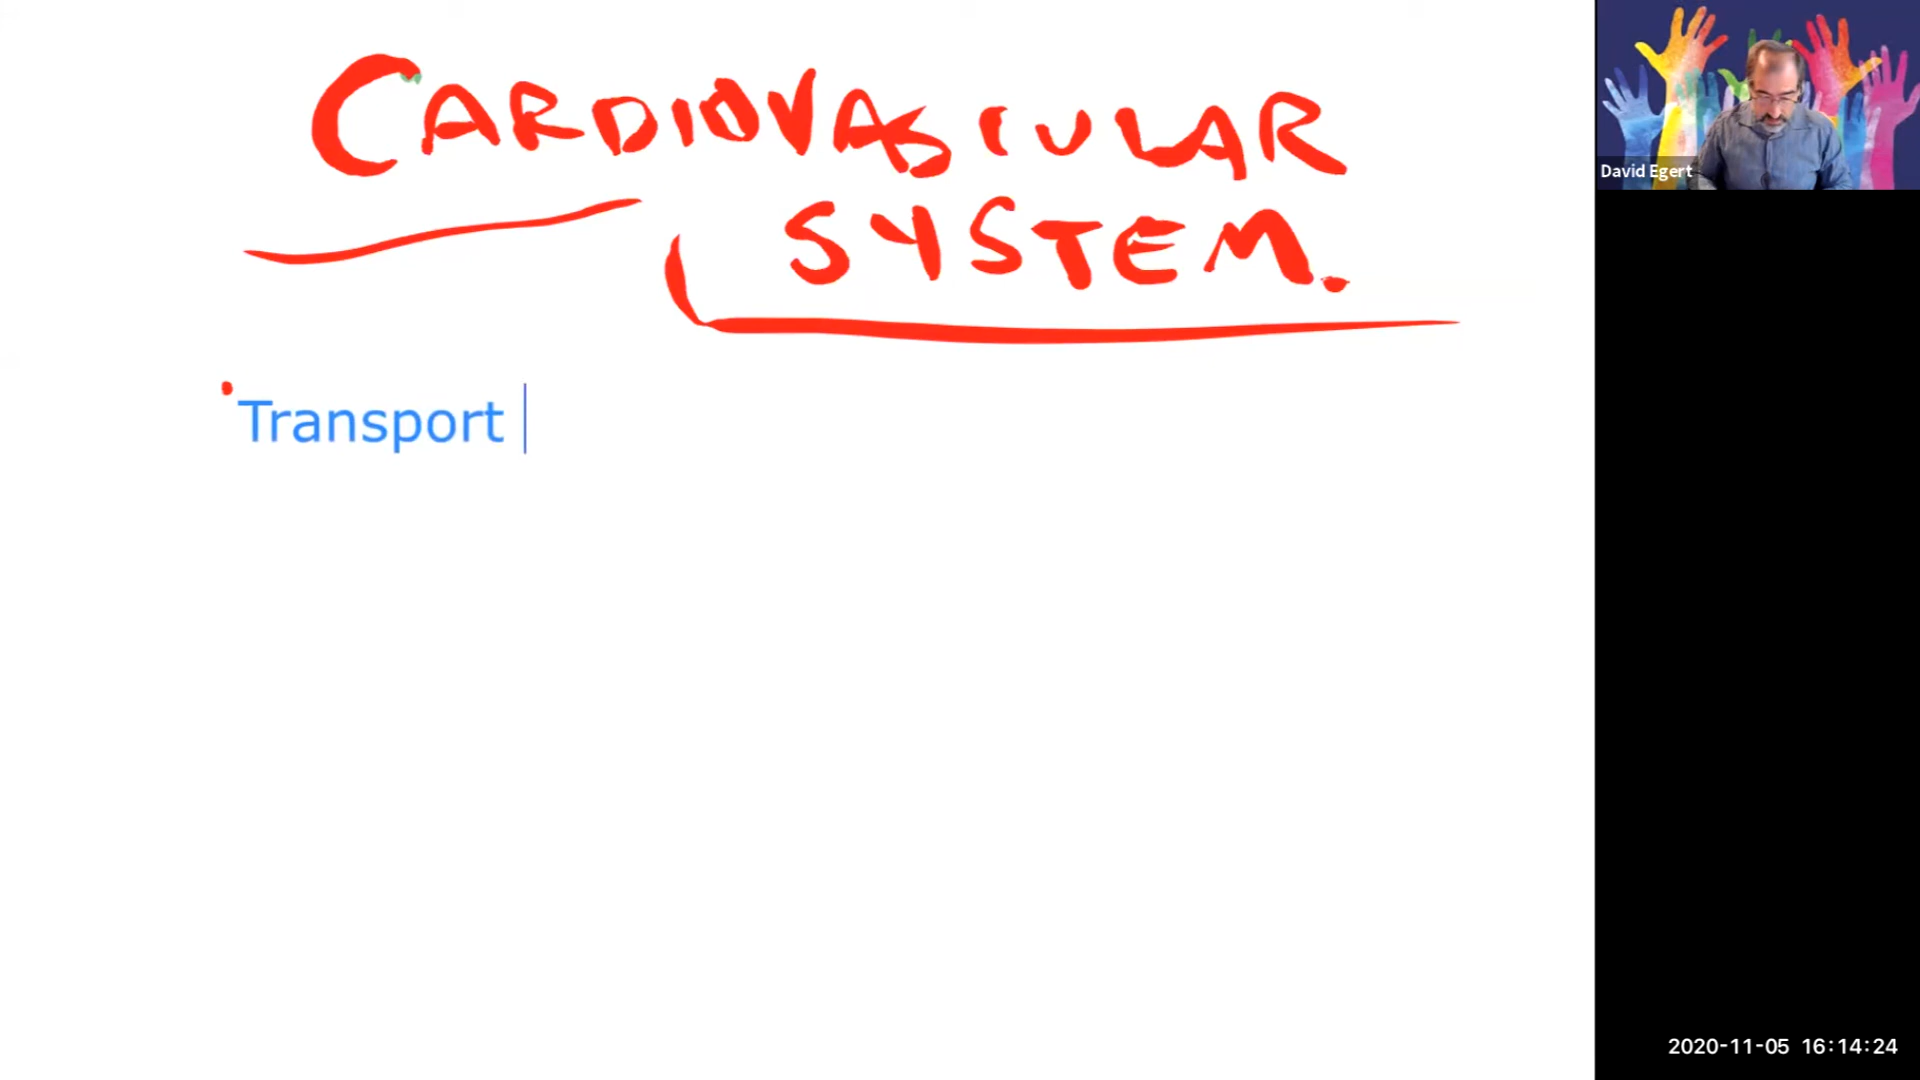 CARDIOVASCULAR
SYSTEM.
Transport
David Egert
2020-11-05 16:14:24